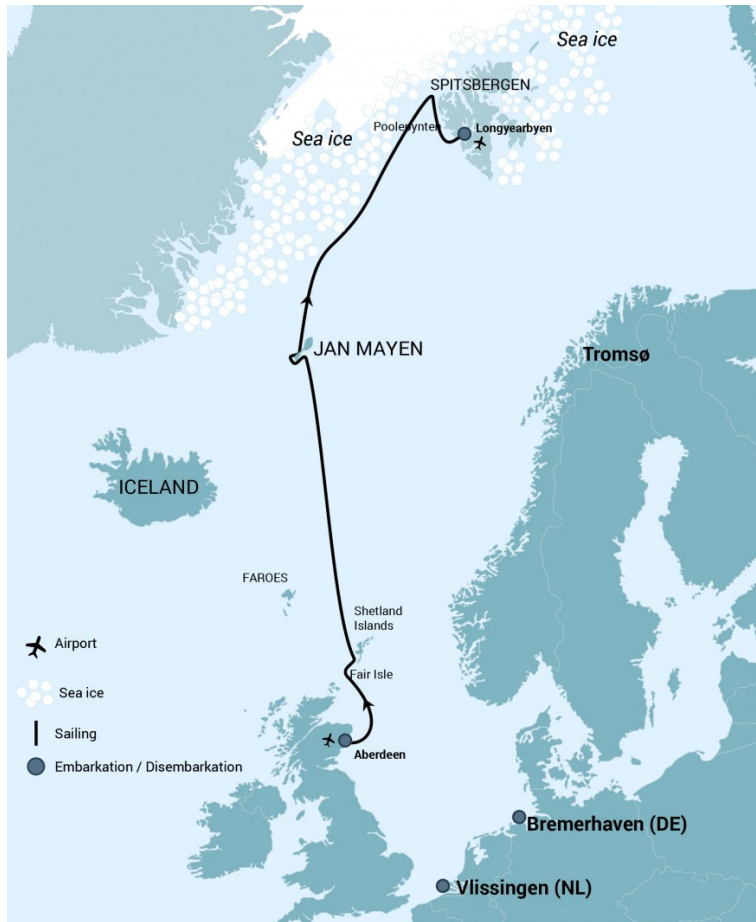 Sea ice
SPITSBERGEN
Sea ice
Poolepynten
Longyearbyen
JAN MAYEN
Tromsø
ICELAND
FAROES
Shetland
Islands
Fair Isle
Airport
Sea ice
Sailing
Aberdeen
Embarkation / Disembarkation
Bremerhaven (DE)
Vlissingen (NL)